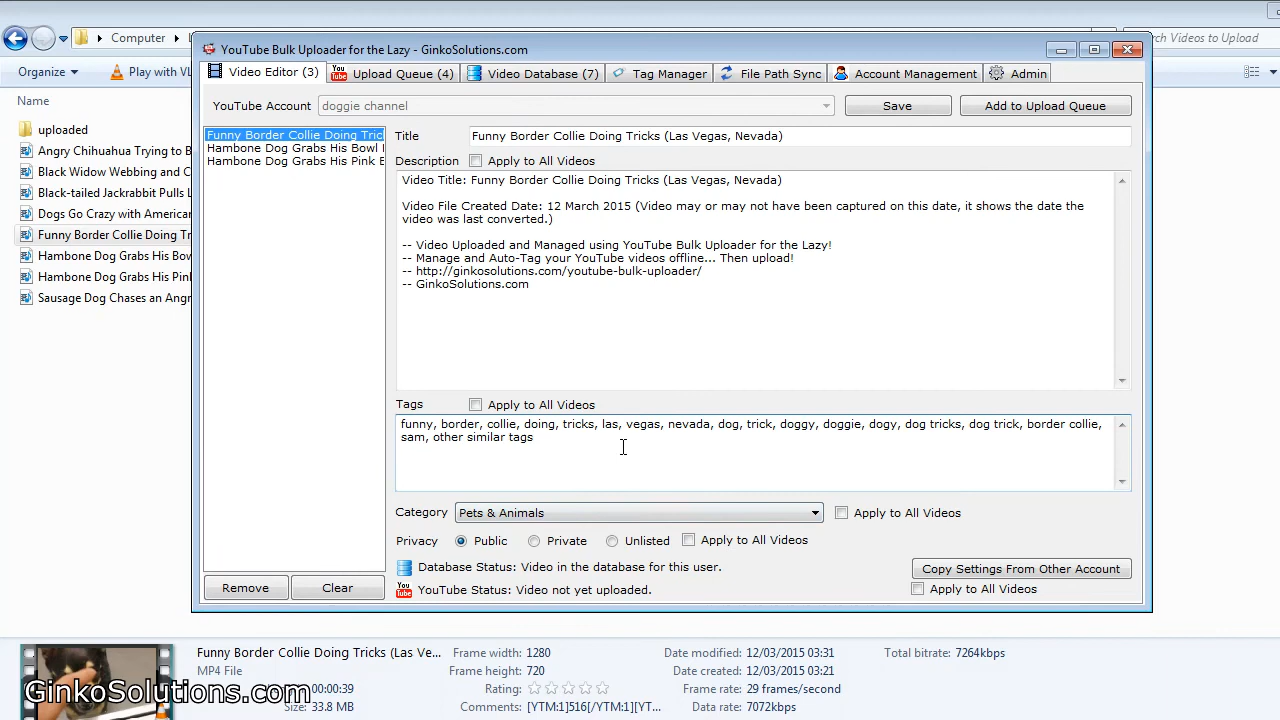 Computer
rch Videos to Upload
Organize
Play with VL
Name
uploaded
Angry Chihuahua Trying to B
Black Widow Webbing and C
Black-tailed Jackrabbit Pulls L
Dogs Go Crazy with American
Funny Border Collie Doing Tr
Hambone Dog Grabs His Bow
Hambone Dog Grabs His Pink
Sausage Dog Chases an Angr
YouTube Bulk Uploader for the Lazy - GinkoSolutions.com
Video Editor (3) Upload Queue (4) Video Database (7) Tag Manager File Path Sync Account Management Admin
YouTube Account doggie channel Save Add to Upload Queue
Funny Border Collie Doing Tric
Hambone Dog Grabs His Bowl I
Hambone Dog Grabs His Pink E
Title Funny Border Collie Doing Tricks (Las Vegas, Nevada)
Description Apply to All Videos
Video Title: Funny Border Collie Doing Tricks (Las Vegas, Nevada)
Video File Created Date: 12 March 2015 (Video may or may not have been captured on this date, it shows the date the
video was last converted.)
-- Video Uploaded and Managed using YouTube Bulk Uploader for the Lazy!
-- Manage and Auto-Tag your YouTube videos offline... Then upload!
-- http://ginkosolutions.com/youtube-bulk-uploader/
-- GinkoSolutions.com
Tags Apply to All Videos
funny, border, collie, doing, tricks, las, vegas, nevada, dog, trick, doggy, doggie, dogy, dog tricks, dog trick, border collie,
sam, other similar tags
Category Pets & Animals Apply to All Videos
Privacy Public Private Unlisted Apply to All Videos
Database Status: Video in the database for this user.
Copy Settings From Other Account
YouTube Status: Video not yet uploaded.
Apply to All Videos
Remove Clear
Funny Border Collie Doing Tricks (Las Ve... Frame width: 1280 Date modified: 12/03/2015 03:31 Total bitrate: 7264kbps
MP4 File Frame height: 720 Date created: 12/03/2015 03:21
00:00:39 Rating: Frame rate: 29 frames/second
Size: 33.8 MB Comments: [YTM:1]516[/YTM:1][YT... Data rate: 7072kbps
GinkoSolutions.com